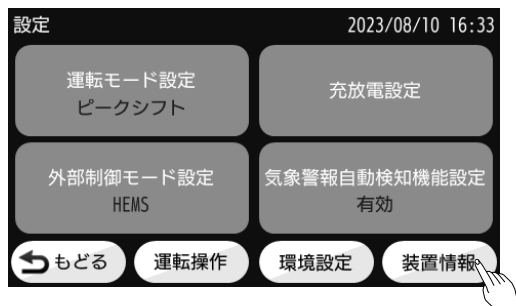 設定
2023/08/10 16:33
運転モード設定
ピークシフト
充放電設定
外部制御モード設定
HEMS
気象警報自動検知機能設定
有効
もどる
運転操作
環境設定
装置情報